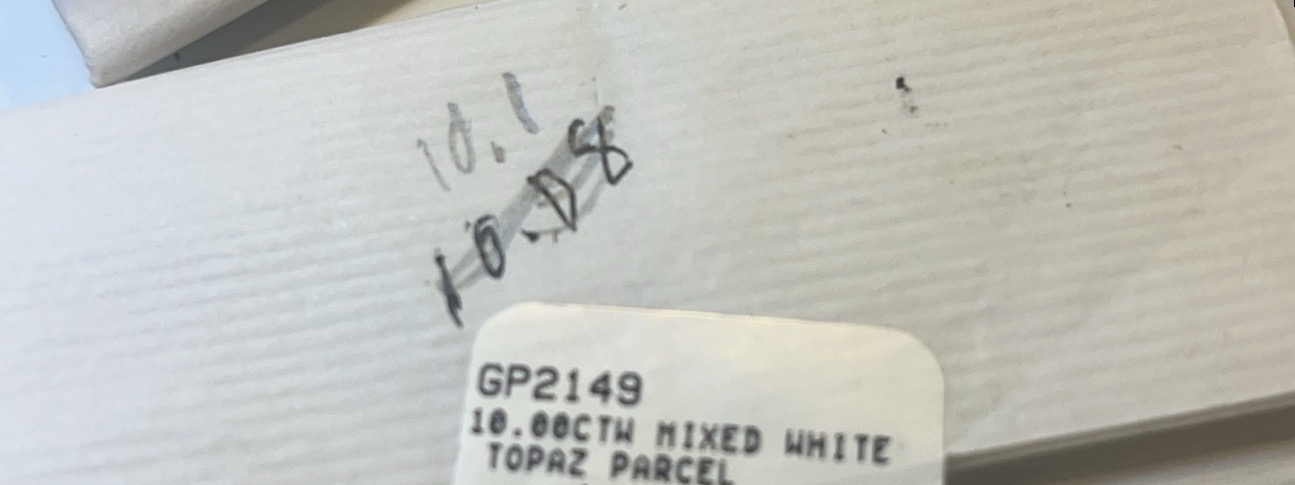 10.1
10.08
GP2149
10.00CTW MIXED WHITE
TOPAZ PARCEL